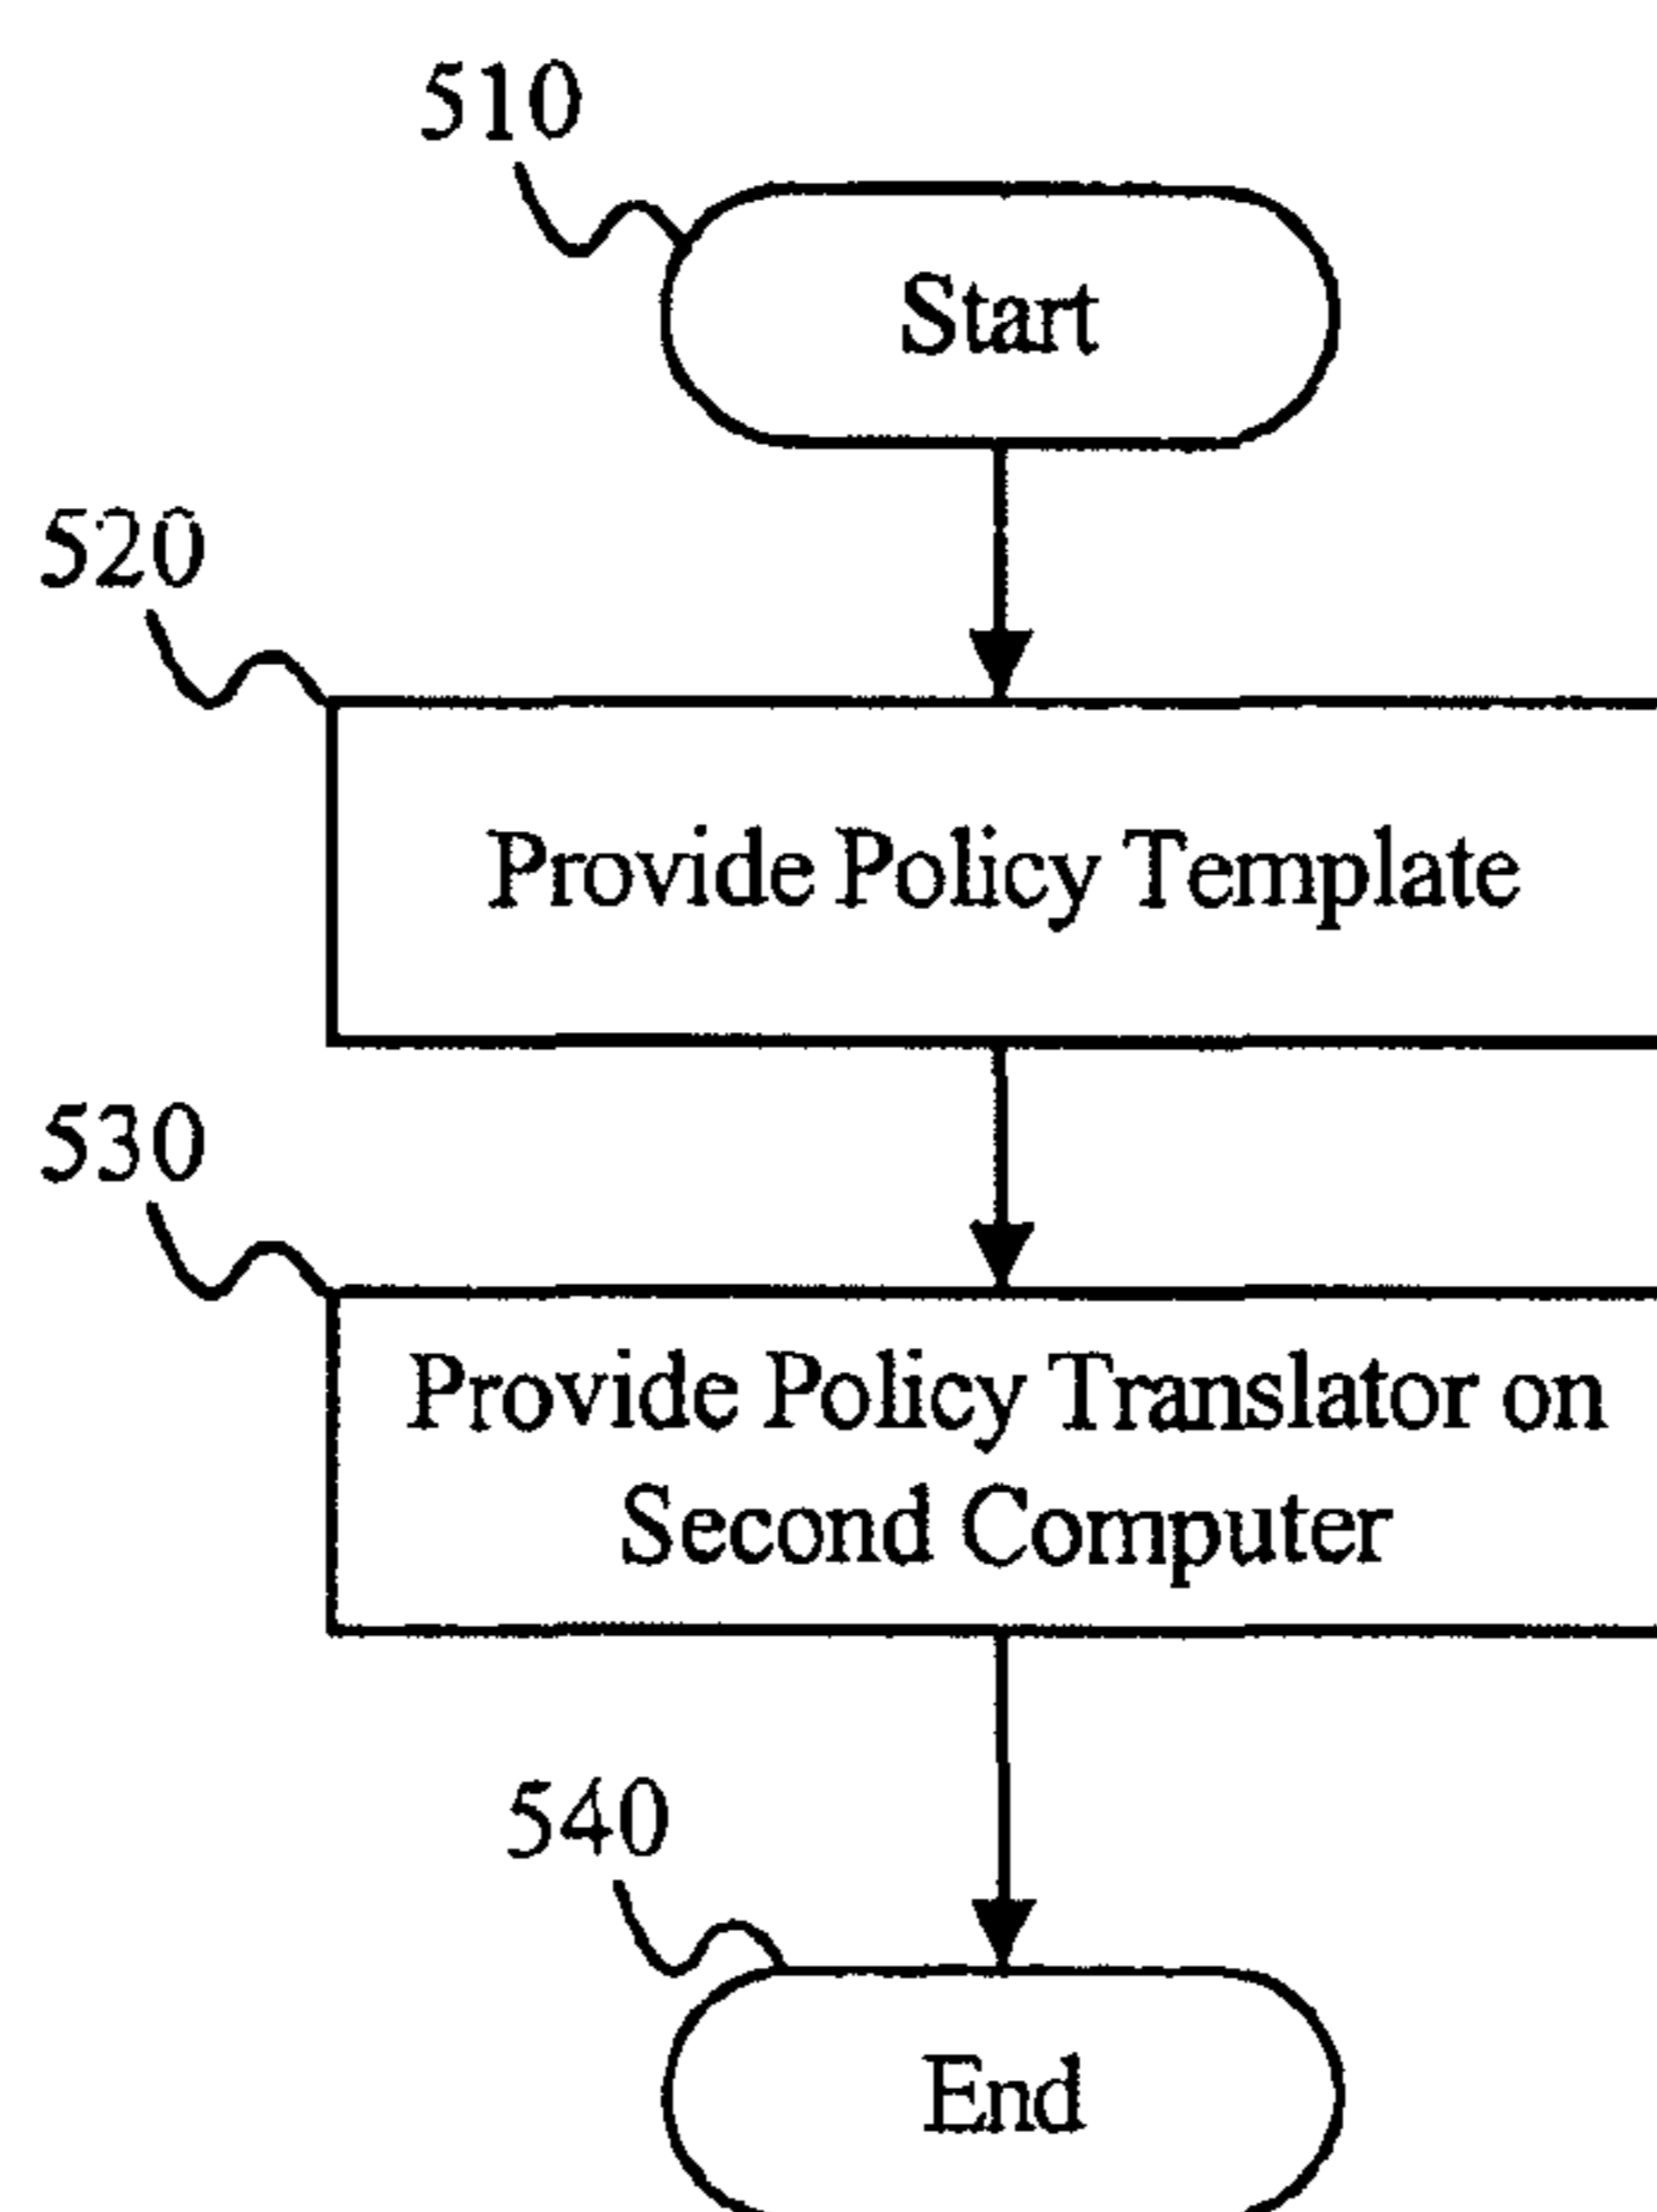 510
Start
520
Provide Policy Template
530
Provide Policy Translator on
Second Computer
540
End